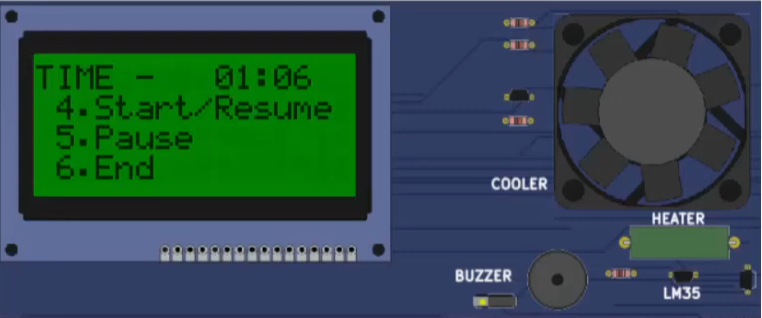 TIME -   01:06
4.Start/Resume
5.Pause
6.End
COOLER
HEATER
BUZZER
LM35